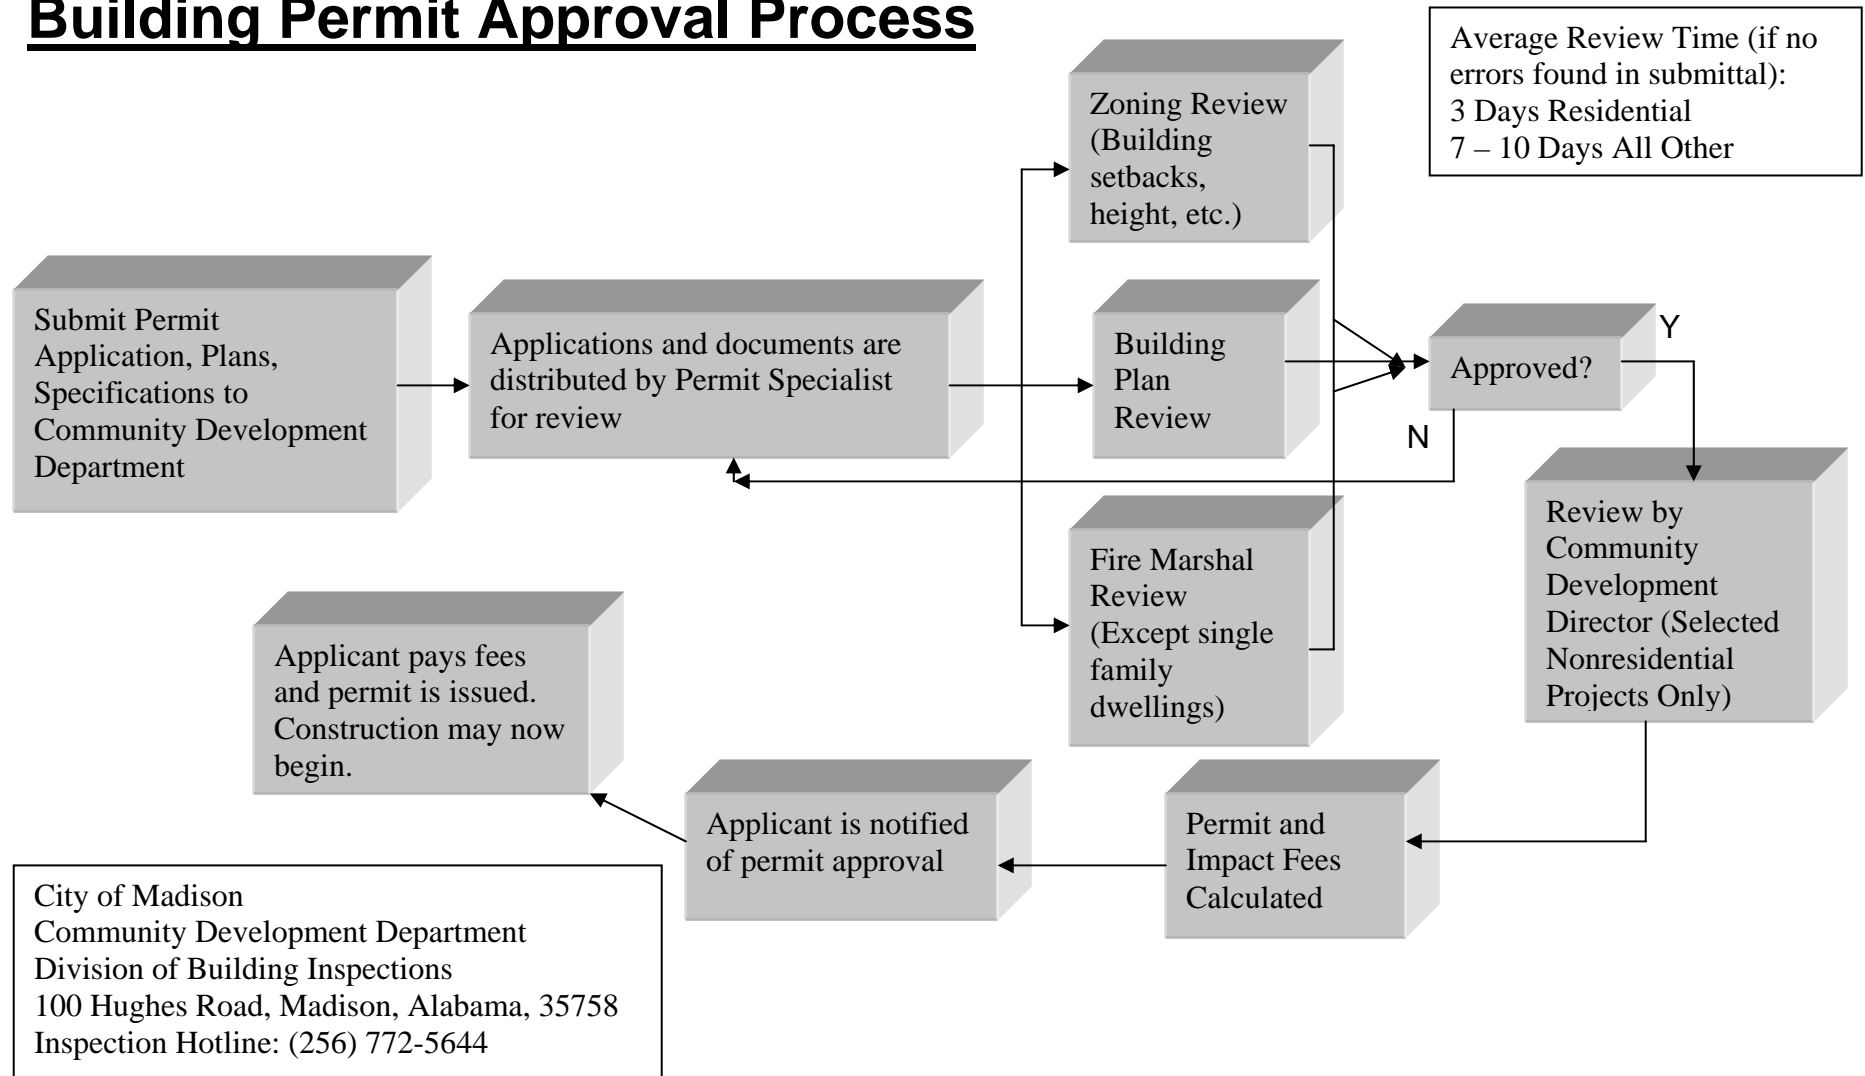 Building Permit Approval Process
Average Review Time (if no
errors found in submittal):
3 Days Residential
7 – 10 Days All Other
Zoning Review
(Building
setbacks,
height, etc.)
Submit Permit
Application, Plans,
Specifications to
Community Development
Department
Applications and documents are
distributed by Permit Specialist
for review
Building
Plan
Review
Approved?
Y
N
Fire Marshal
Review
(Except single
family
dwellings)
Review by
Community
Development
Director (Selected
Nonresidential
Projects Only)
Permit and
Impact Fees
Calculated
Applicant is notified
of permit approval
Applicant pays fees
and permit is issued.
Construction may now
begin.
City of Madison
Community Development Department
Division of Building Inspections
100 Hughes Road, Madison, Alabama, 35758
Inspection Hotline: (256) 772-5644